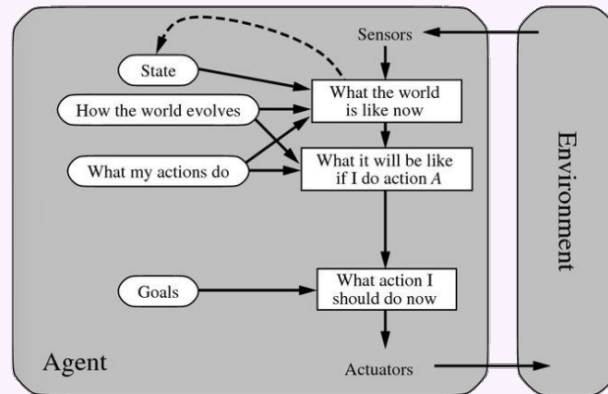 Sensors
State
What the world
is like now
How the world evolves
What it will be like
if I do action A
What my actions do
Goals
What action I
should do now
Agent
Actuators
Environment